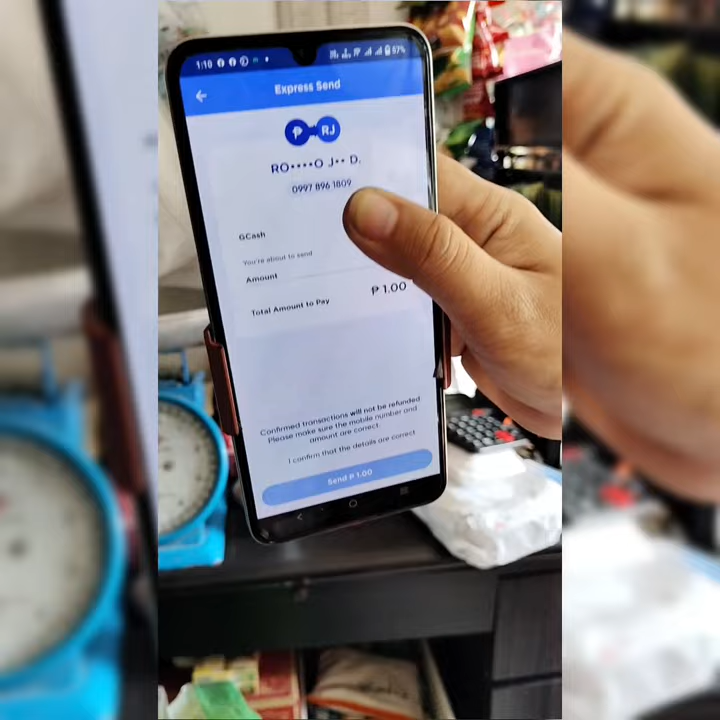 1:10
57%
Express Send
RJ
RO••••O J•• D.
0997 896 1809
GCash
You're about to send
Amount
₱ 1.00
Total Amount to Pay
Confirmed transactions will not be refunded
Please make sure the mobile number and
amount are correct.
I confirm that the details are correct
Send ₱ 1.00